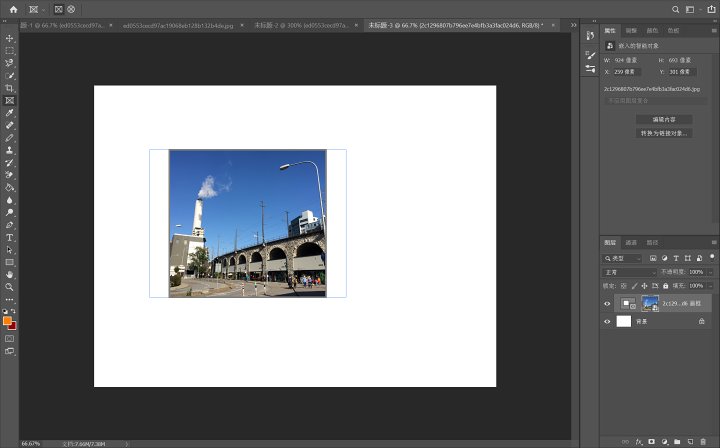 题-1 @ 66.7% (ed0553cecd97a...
ed0553cecd97ac19068eb128b132b4da.jpg
未标题-2 @ 300% (ed0553cecd97a...
未标题-3 @ 66.7% (2c1296807b796ee7e4bfb3a3fac024d6, RGB/8) *
属性
调整
颜色
色板
嵌入的智能对象
W: 924 像素
H: 693 像素
X: 259 像素
Y: 301 像素
2c1296807b796ee7e4bfb3a3fac024d6.jpg
不应用图层复合
编辑内容
转换为链接对象...
图层
通道
路径
类型
正常
不透明度: 100%
锁定:
填充: 100%
2c129...d6 画框
背景
66.67%
文档:7.66M/7.38M